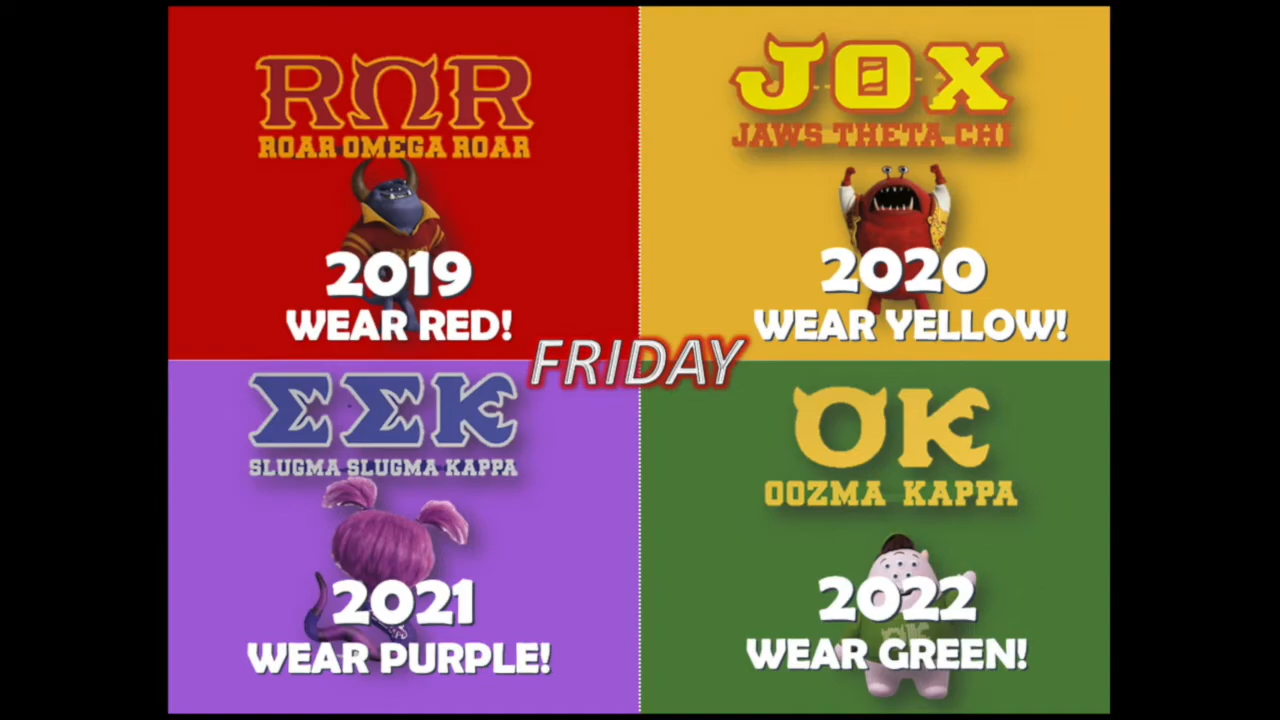 RΩR
ROAR OMEGA ROAR
2019
WEAR RED!
JΘX
JAWS THETA CHI
2020
WEAR YELLOW!
FRIDAY
ΣΣK
SLUGMA SLUGMA KAPPA
2021
WEAR PURPLE!
OK
OOZMA KAPPA
2022
WEAR GREEN!